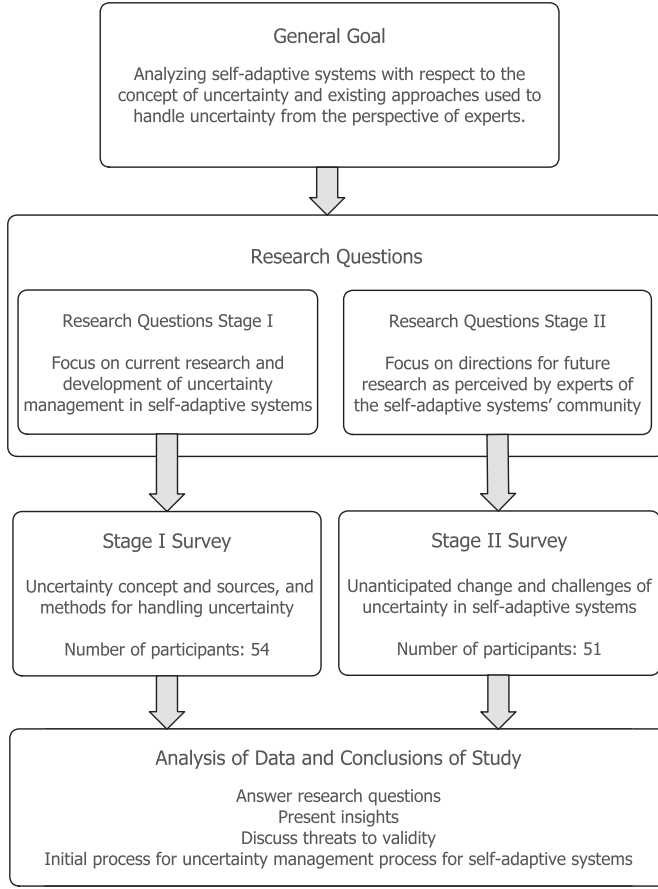 General Goal
Analyzing self-adaptive systems with respect to the
concept of uncertainty and existing approaches used to
handle uncertainty from the perspective of experts.
Research Questions
Research Questions Stage I
Focus on current research and
development of uncertainty
management in self-adaptive systems
Research Questions Stage II
Focus on directions for future
research as perceived by experts of
the self-adaptive systems’ community
Stage I Survey
Uncertainty concept and sources, and
methods for handling uncertainty
Number of participants: 54
Stage II Survey
Unanticipated change and challenges of
uncertainty in self-adaptive systems
Number of participants: 51
Analysis of Data and Conclusions of Study
Answer research questions
Present insights
Discuss threats to validity
Initial process for uncertainty management process for self-adaptive systems